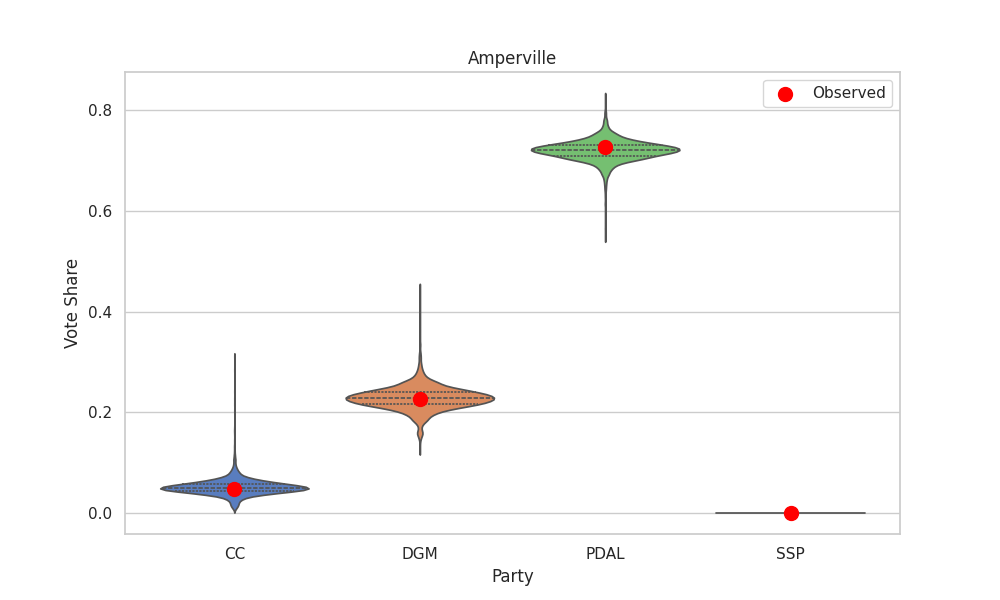 Amperville
Observed
0.8
0.6
0.4
0.2
0.0
Vote Share
CC DGM PDAL SSP
Party